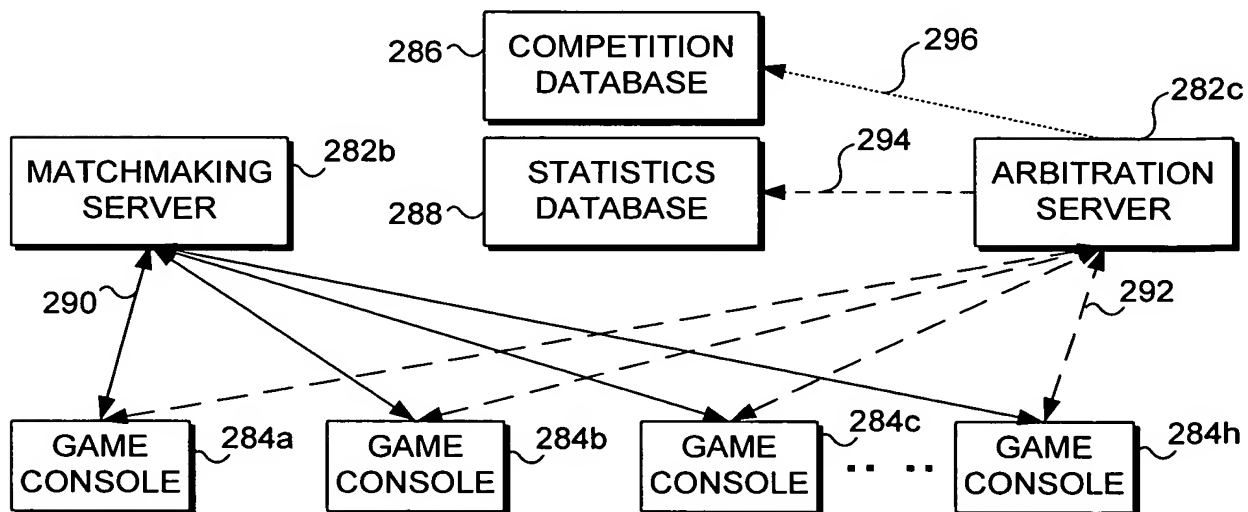 286
COMPETITION
DATABASE
296
282c
MATCHMAKING
SERVER
282b
STATISTICS
DATABASE
288
294
ARBITRATION
SERVER
290
292
GAME
CONSOLE
284a
GAME
CONSOLE
284b
GAME
CONSOLE
284c
GAME
CONSOLE
284h